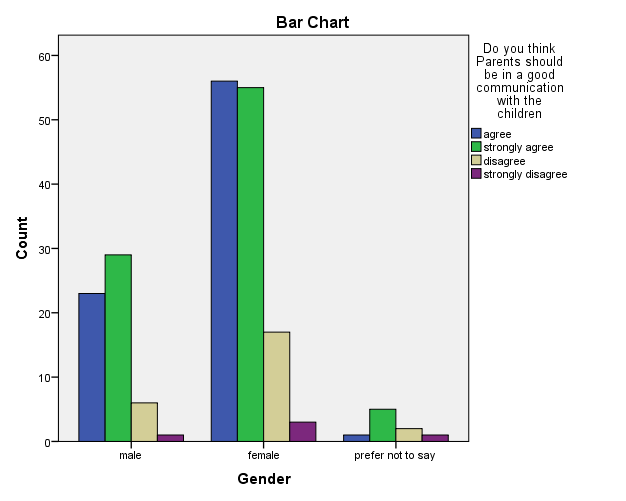 Bar Chart
Do you think
Parents should
be in a good
communication
with the
children
agree
strongly agree
disagree
strongly disagree
60
50
40
30
20
10
0
Count
male female prefer not to say
Gender